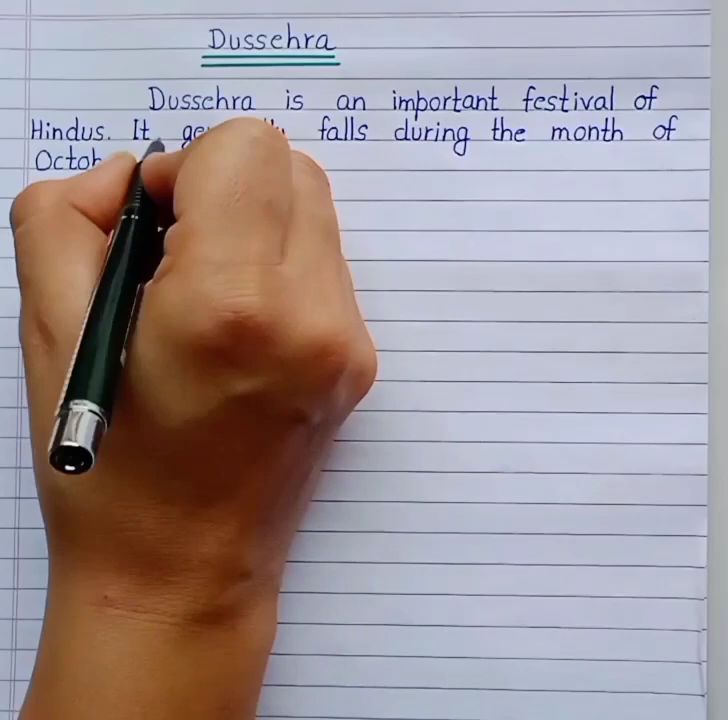 Dussehra
Dussehra is an important festival of
Hindus. It falls during the month of